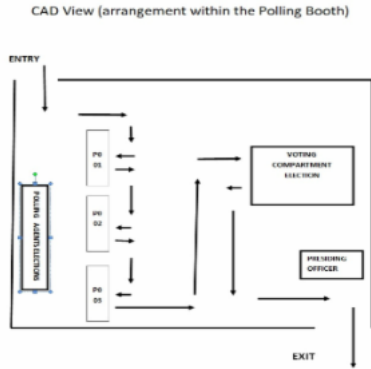 CAD View (arrangement within the Polling Booth)
ENTRY
PO
01
VOTING
COMPARTMENT
ELECTION
POLLING AGENTS ELECTIONS
PO
02
PRESIDING
OFFICER
PO
03
EXIT